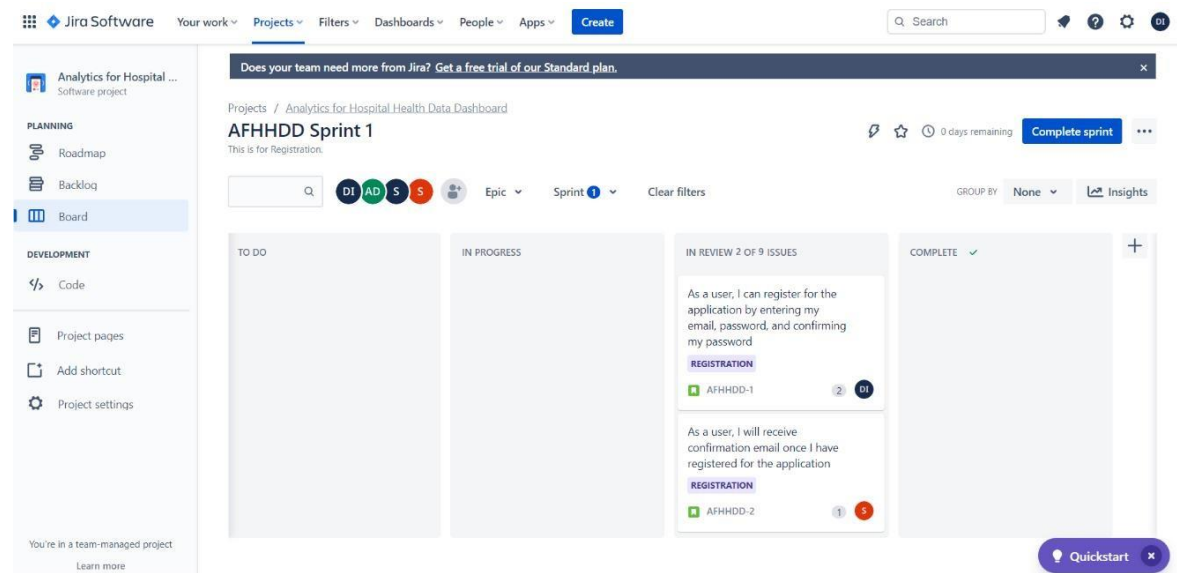 Jira Software Your work Projects Filters Dashboards People Apps Create Search DI
Analytics for Hospital ...
Software project
PLANNING
Roadmap
Backlog
Board
DEVELOPMENT
Code
Project pages
Add shortcut
Project settings
You're in a team-managed project
Learn more
Does your team need more from Jira? Get a free trial of our Standard plan.
Projects / Analytics for Hospital Health Data Dashboard
AFHHDD Sprint 1
0 days remaining Complete sprint
This is for Registration.
DI AD S S Epic Sprint 1 Clear filters GROUP BY None Insights
TO DO IN PROGRESS IN REVIEW 2 OF 9 ISSUES COMPLETE
As a user, I can register for the
application by entering my
email, password, and confirming
my password
REGISTRATION
AFHHDD-1 2 DI
As a user, I will receive
confirmation email once I have
registered for the application
REGISTRATION
AFHHDD-2 1 S
Quickstart